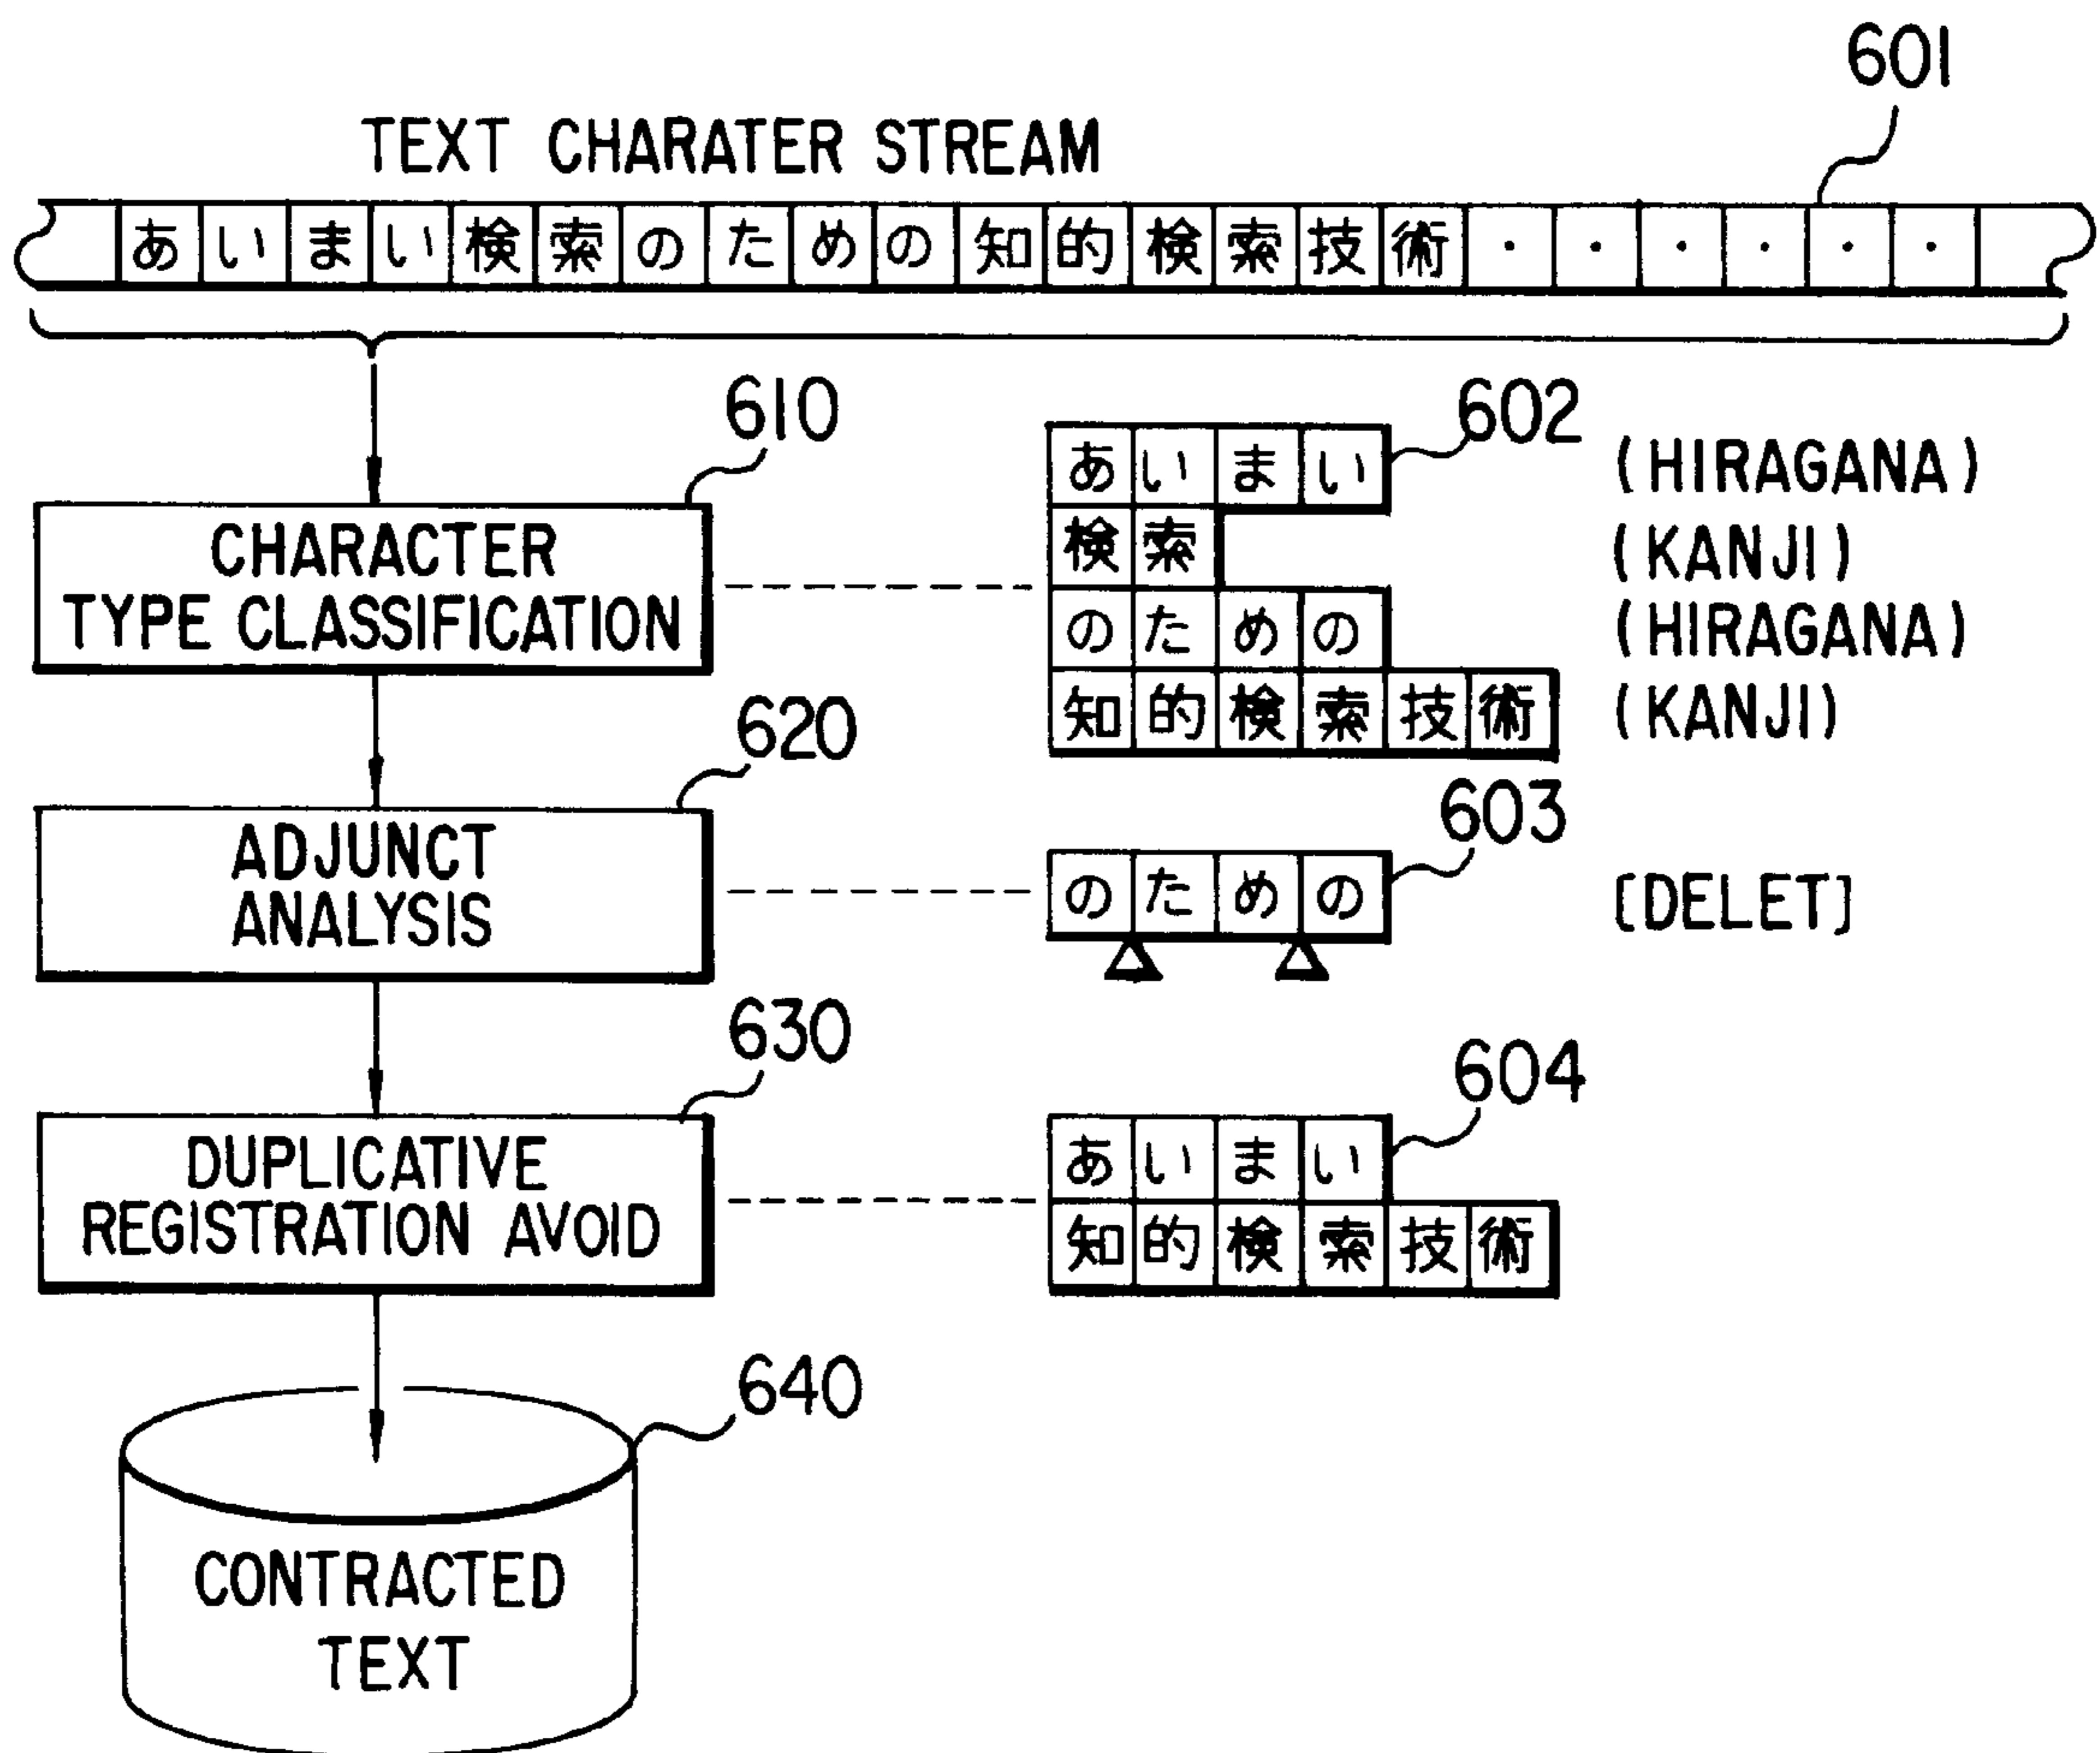 601
TEXT CHARATER STREAM
あいまい検索のための知的検索技術・・・・・・
610
602
CHARACTER
TYPE CLASSIFICATION
あいまい (HIRAGANA)
検索 (KANJI)
のための (HIRAGANA)
知的検索技術 (KANJI)
620
603
ADJUNCT
ANALYSIS
のための [DELET]
630
604
DUPLICATIVE
REGISTRATION AVOID
あいまい
知的検索技術
640
CONTRACTED
TEXT